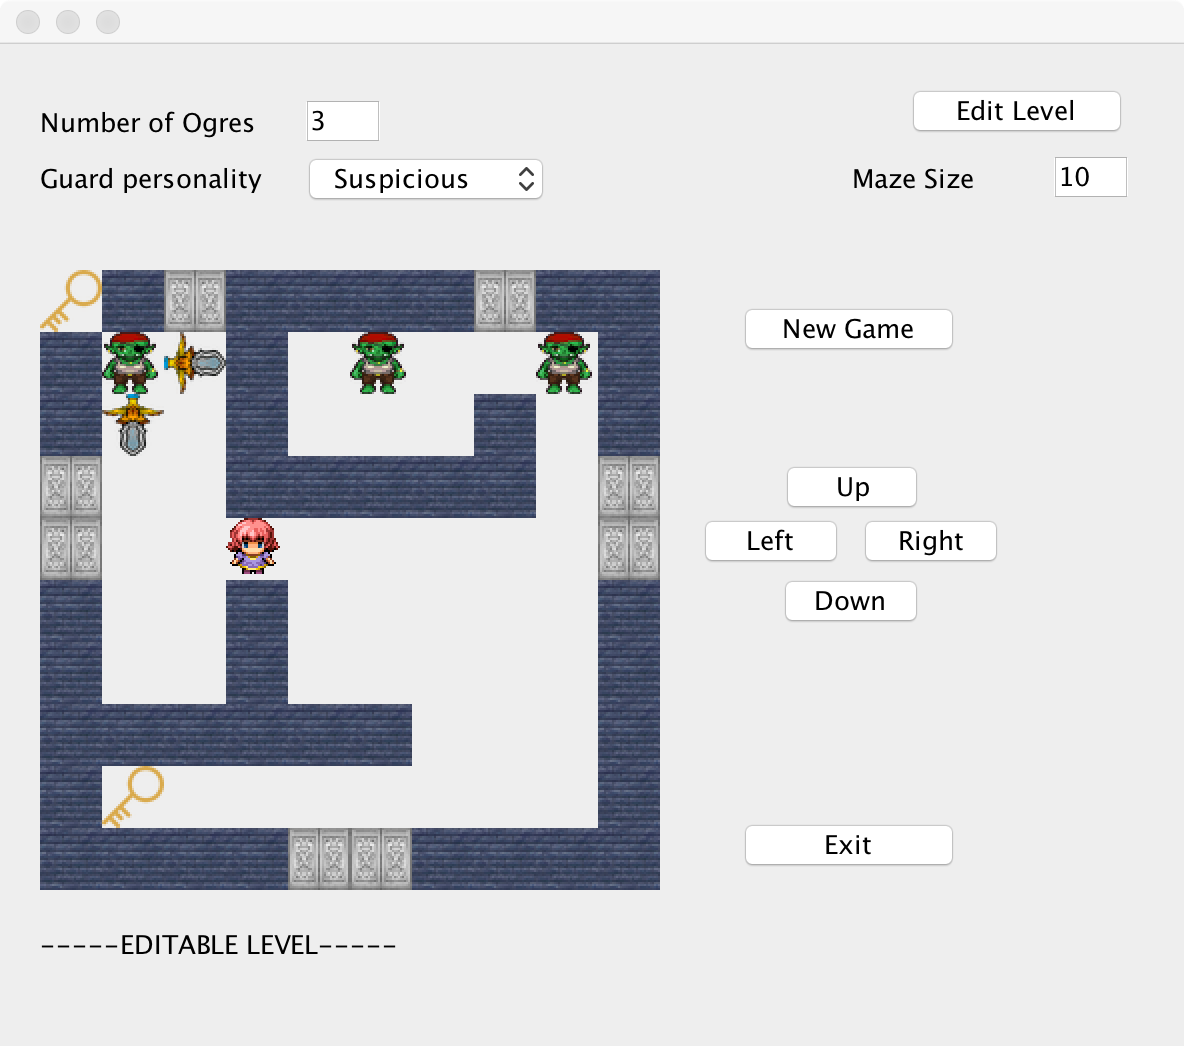 Number of Ogres 3
Edit Level
Guard personality Suspicious
Maze Size 10
New Game
Up
Left Right
Down
Exit
-----EDITABLE LEVEL-----